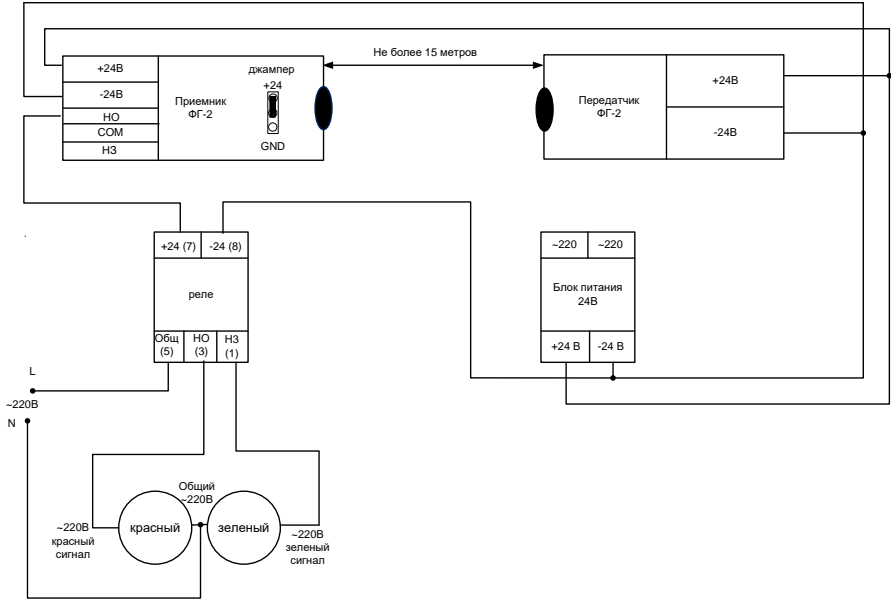 Не более 15 метров
+24В
-24В
НО
COM
НЗ
Приемник
ФГ-2
джампер
+24
GND
Передатчик
ФГ-2
+24В
-24В
+24 (7)
-24 (8)
реле
Общ
(5)
НО
(3)
НЗ
(1)
~220
~220
Блок питания
24В
+24 В
-24 В
L
~220В
N
Общий
~220В
красный
зеленый
~220В
красный
сигнал
~220В
зеленый
сигнал